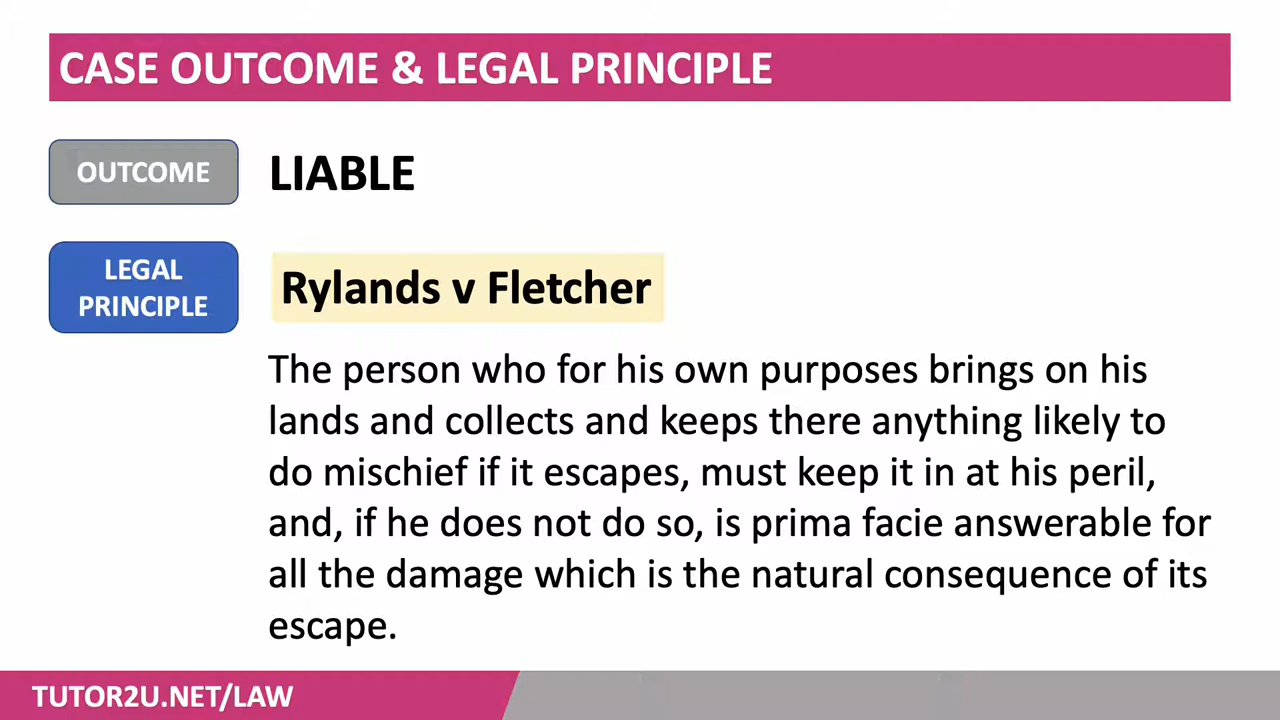 CASE OUTCOME & LEGAL PRINCIPLE
OUTCOME
LIABLE
LEGAL
PRINCIPLE
Rylands v Fletcher
The person who for his own purposes brings on his
lands and collects and keeps there anything likely to
do mischief if it escapes, must keep it in at his peril,
and, if he does not do so, is prima facie answerable for
all the damage which is the natural consequence of its
escape.
TUTOR2U.NET/LAW